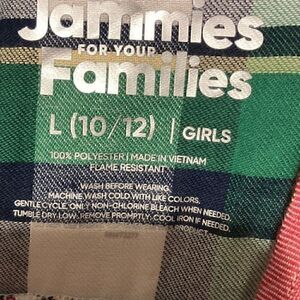 Jammies
FOR YOUR
Families
L (10/12) | GIRLS
100% POLYESTER | MADE IN VIETNAM
FLAME RESISTANT
WASH BEFORE WEARING.
MACHINE WASH COLD WITH LIKE COLORS,
GENTLE CYCLE. ONLY NON-CHLORINE BLEACH WHEN NEEDED.
TUMBLE DRY LOW. REMOVE PROMPTLY. COOL IRON IF NEEDED.